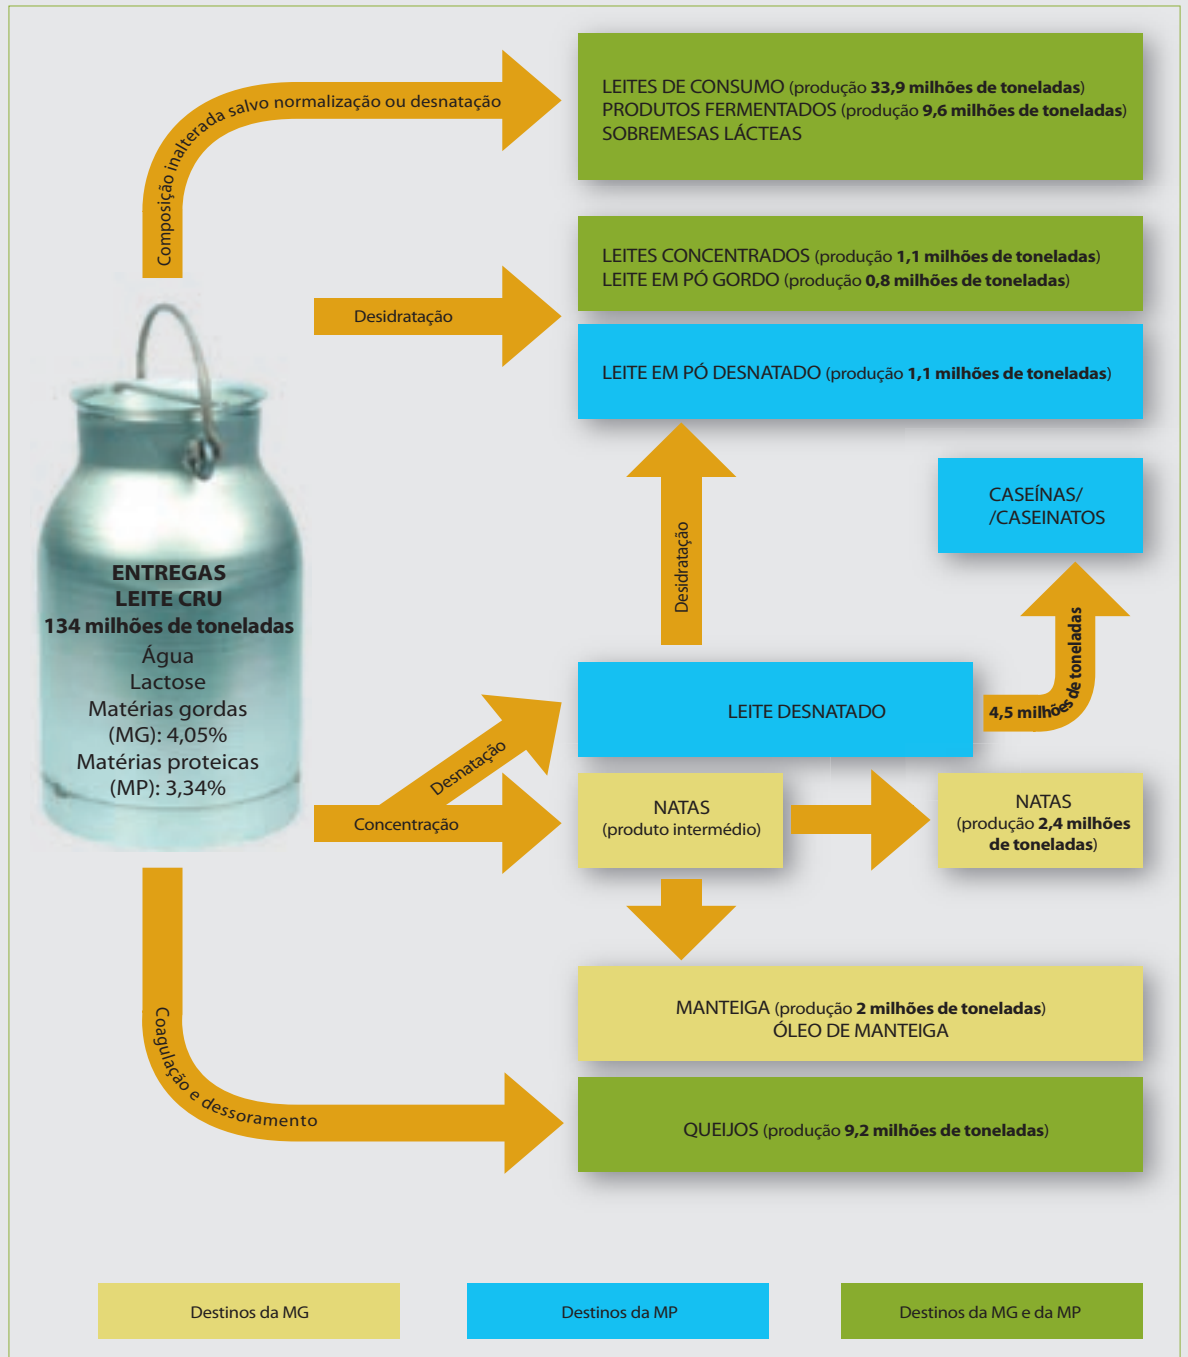 Composição inalterada salvo normalização ou desnatação
LEITES DE CONSUMO (produção 33,9 milhões de toneladas)
PRODUTOS FERMENTADOS (produção 9,6 milhões de toneladas)
SOBREMESAS LÁCTEAS
Desidratação
LEITES CONCENTRADOS (produção 1,1 milhões de toneladas)
LEITE EM PÓ GORDO (produção 0,8 milhões de toneladas)
LEITE EM PÓ DESNATADO (produção 1,1 milhões de toneladas)
CASEÍNAS/
/CASEINATOS
Desidratação
4,5 milhões de toneladas
ENTREGAS
LEITE CRU
134 milhões de toneladas
Água
Lactose
Matérias gordas
(MG): 4,05%
Matérias proteicas
(MP): 3,34%
LEITE DESNATADO
Desnatação
Concentração
NATAS
(produto intermédio)
NATAS
(produção 2,4 milhões
de toneladas)
MANTEIGA (produção 2 milhões de toneladas)
ÓLEO DE MANTEIGA
Coagulação e dessoramento
QUEIJOS (produção 9,2 milhões de toneladas)
Destinos da MG
Destinos da MP
Destinos da MG e da MP